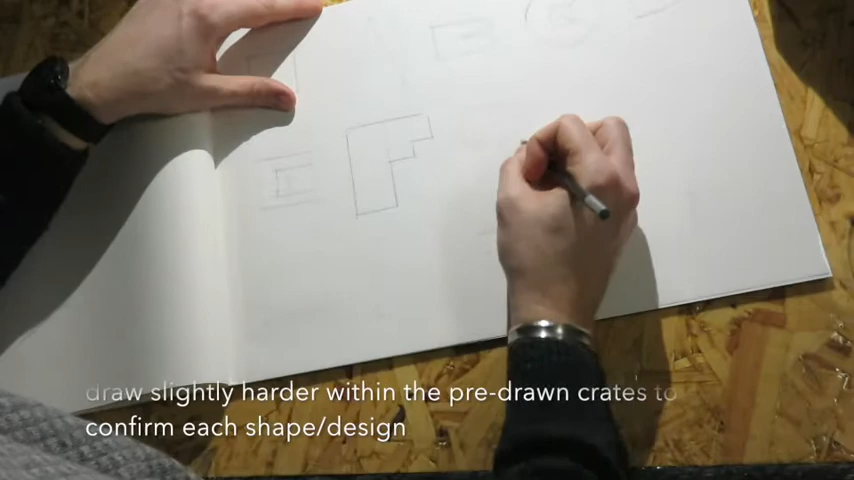 draw slightly harder within the pre-drawn crates to
confirm each shape/design